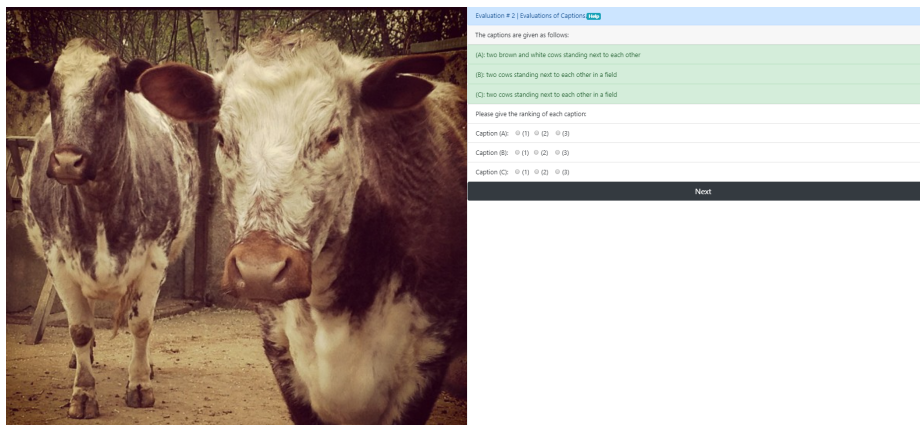 Evaluation # 2 | Evaluations of Captions Help
The captions are given as follows:
(A): two brown and white cows standing next to each other
(B): two cows standing next to each other in a field
(C): two cows standing next to each other in a field
Please give the ranking of each caption:
Caption (A): (1) (2) (3)
Caption (B): (1) (2) (3)
Caption (C): (1) (2) (3)
Next